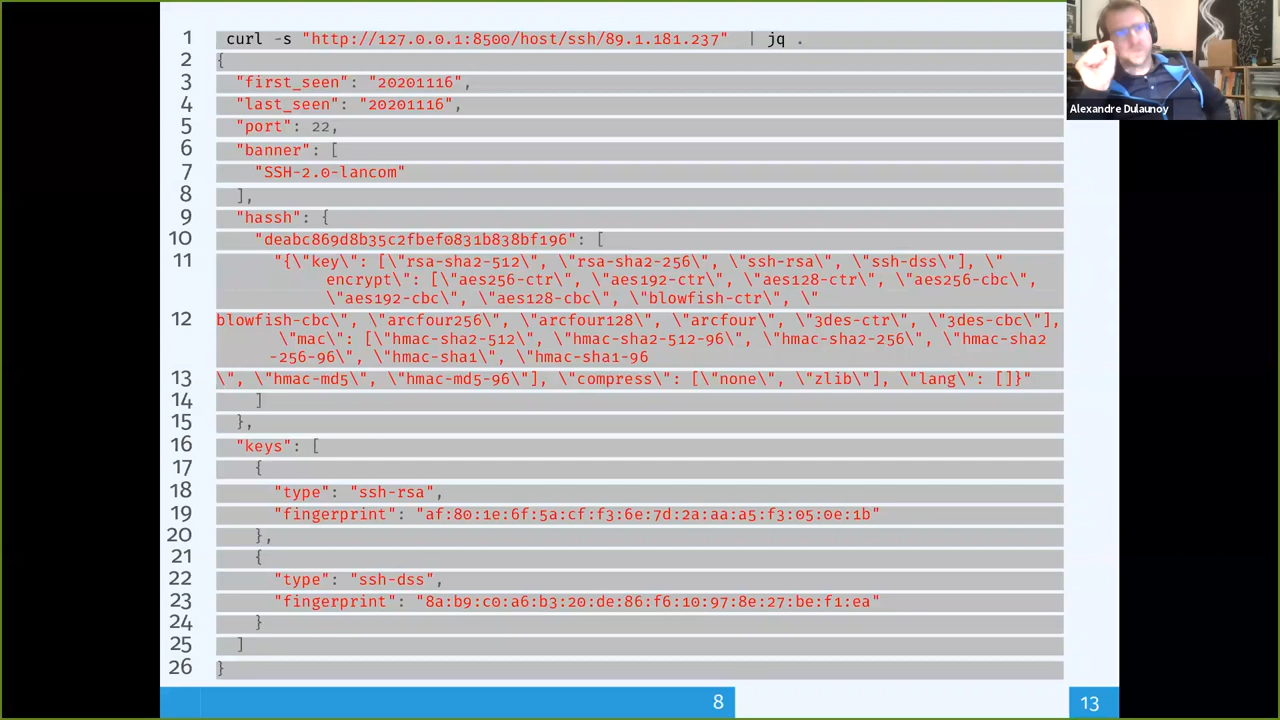 1 curl -s "http://127.0.0.1:8500/host/ssh/89.1.181.237" | jq .
2 {
3 "first_seen": "20201116",
4 "last_seen": "20201116",
5 "port": 22,
6 "banner": [
7 "SSH-2.0-lancom"
8 ],
9 "hassh": {
10 "deabc869d8b35c2fbef0831b838bf196": [
11 "{\"key\": [\"rsa-sha2-512\", \"rsa-sha2-256\", \"ssh-rsa\", \"ssh-dss\"], \"
encrypt\": [\"aes256-ctr\", \"aes192-ctr\", \"aes128-ctr\", \"aes256-cbc\",
\"aes192-cbc\", \"aes128-cbc\", \"blowfish-ctr\", \"
12 blowfish-cbc\", \"arcfour256\", \"arcfour128\", \"arcfour\", \"3des-ctr\", \"3des-cbc\"],
\"mac\": [\"hmac-sha2-512\", \"hmac-sha2-512-96\", \"hmac-sha2-256\", \"hmac-sha2
-256-96\", \"hmac-sha1\", \"hmac-sha1-96
13 \", \"hmac-md5\", \"hmac-md5-96\"], \"compress\": [\"none\", \"zlib\"], \"lang\": []}"
14 ]
15 },
16 "keys": [
17 {
18 "type": "ssh-rsa",
19 "fingerprint": "af:80:1e:6f:5a:cf:f3:6e:7d:2a:aa:a5:f3:05:0e:1b"
20 },
21 {
22 "type": "ssh-dss",
23 "fingerprint": "8a:b9:c0:a6:b3:20:de:86:f6:10:97:8e:27:be:f1:ea"
24 }
25 ]
26 }
Alexandre Dulaunoy
8
13